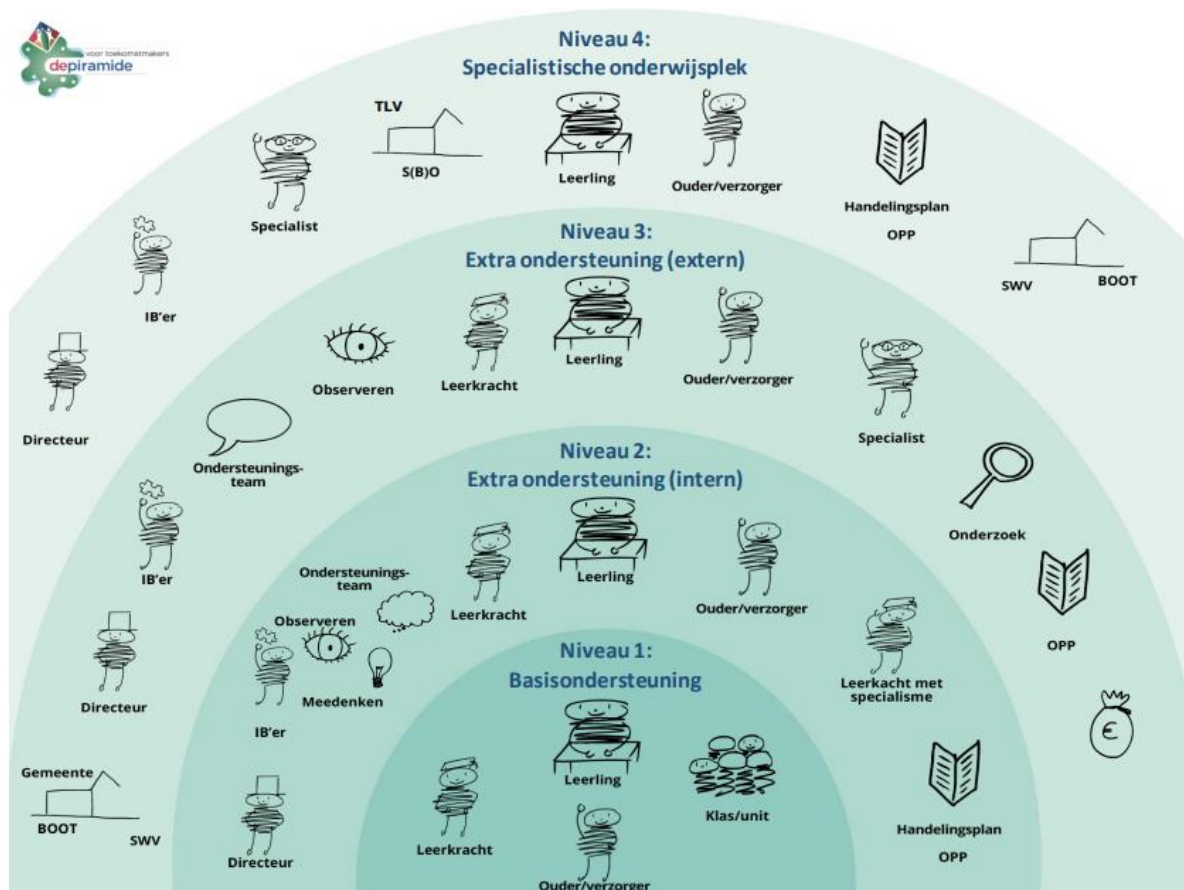 voor toekomstmakers
depiramide
Niveau 4:
Specialistische onderwijsplek
TLV
S(B)O
Leerling
Ouder/verzorger
Specialist
Handelingsplan
OPP
IB'er
SWV
BOOT
Directeur
Niveau 3:
Extra ondersteuning (extern)
Leerling
Observeren
Leerkracht
Ouder/verzorger
Specialist
Ondersteunings-
team
IB'er
Onderzoek
OPP
Directeur
€
Gemeente
BOOT
SWV
Niveau 2:
Extra ondersteuning (intern)
Leerling
Ondersteunings-
team
Leerkracht
Ouder/verzorger
Observeren
Meedenken
IB'er
Leerkacht met
specialisme
Directeur
Handelingsplan
OPP
Niveau 1:
Basisondersteuning
Leerling
Klas/unit
Leerkracht
Ouder/verzorger